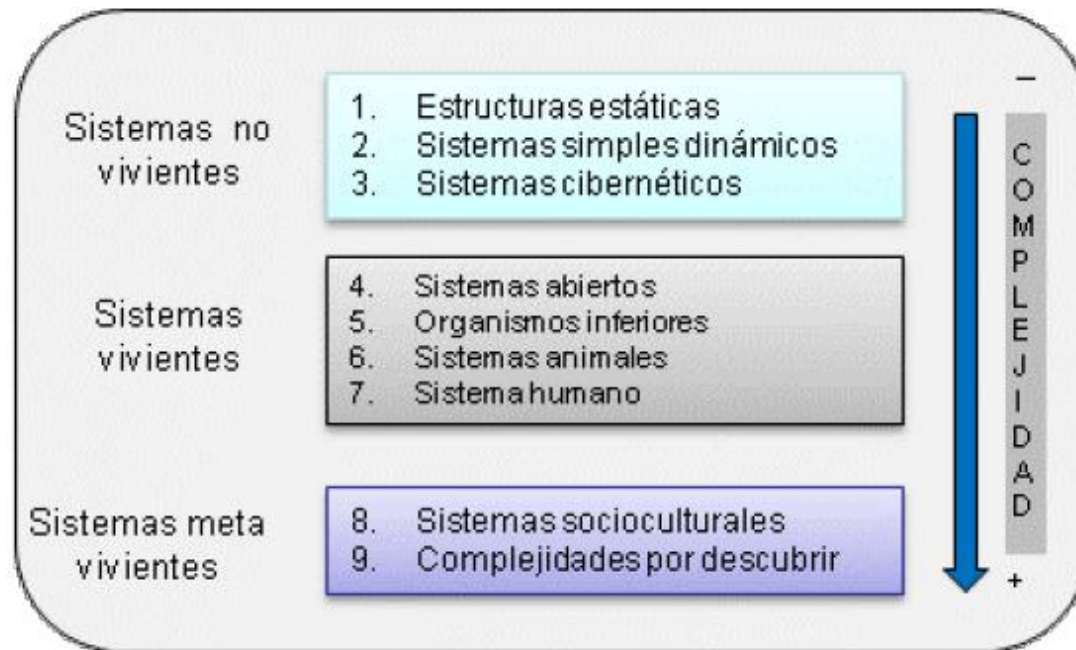 Sistemas no
vivientes
1. Estructuras estáticas
2. Sistemas simples dinámicos
3. Sistemas cibernéticos
Sistemas
vivientes
4. Sistemas abiertos
5. Organismos inferiores
6. Sistemas animales
7. Sistema humano
Sistemas meta
vivientes
8. Sistemas socioculturales
9. Complejidades por descubrir
–
COMPLEJIDAD
+